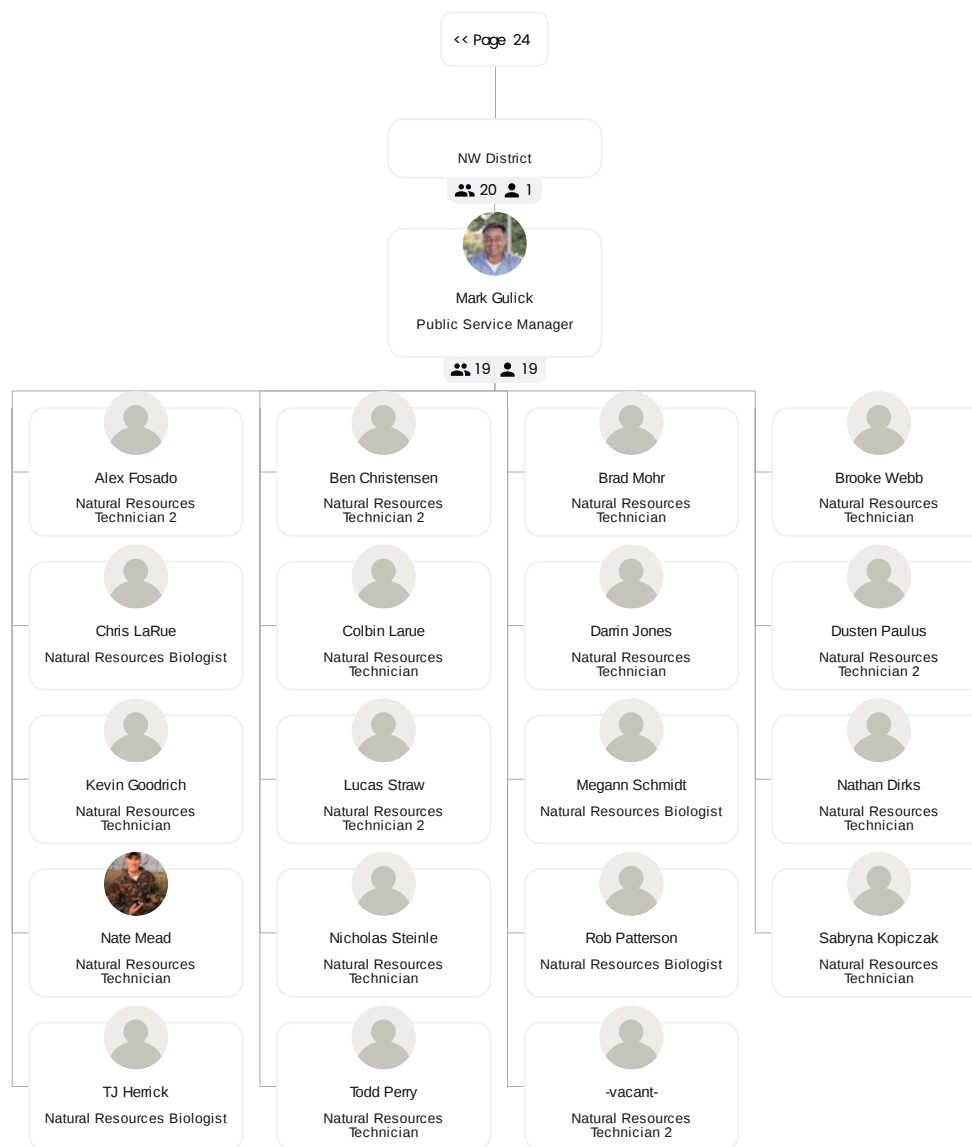 << Page 24
NW District
20 1
Mark Gulick
Public Service Manager
19 19
Alex Fosado
Natural Resources
Technician 2
Ben Christensen
Natural Resources
Technician 2
Brad Mohr
Natural Resources
Technician
Brooke Webb
Natural Resources
Technician
Chris LaRue
Natural Resources Biologist
Colbin Larue
Natural Resources
Technician
Darrin Jones
Natural Resources
Technician
Dusten Paulus
Natural Resources
Technician 2
Kevin Goodrich
Natural Resources
Technician
Lucas Straw
Natural Resources
Technician 2
Megann Schmidt
Natural Resources Biologist
Nathan Dirks
Natural Resources
Technician
Nate Mead
Natural Resources
Technician
Nicholas Steinle
Natural Resources
Technician
Rob Patterson
Natural Resources Biologist
Sabryna Kopiczak
Natural Resources
Technician
TJ Herrick
Natural Resources Biologist
Todd Perry
Natural Resources
Technician
-vacant-
Natural Resources
Technician 2